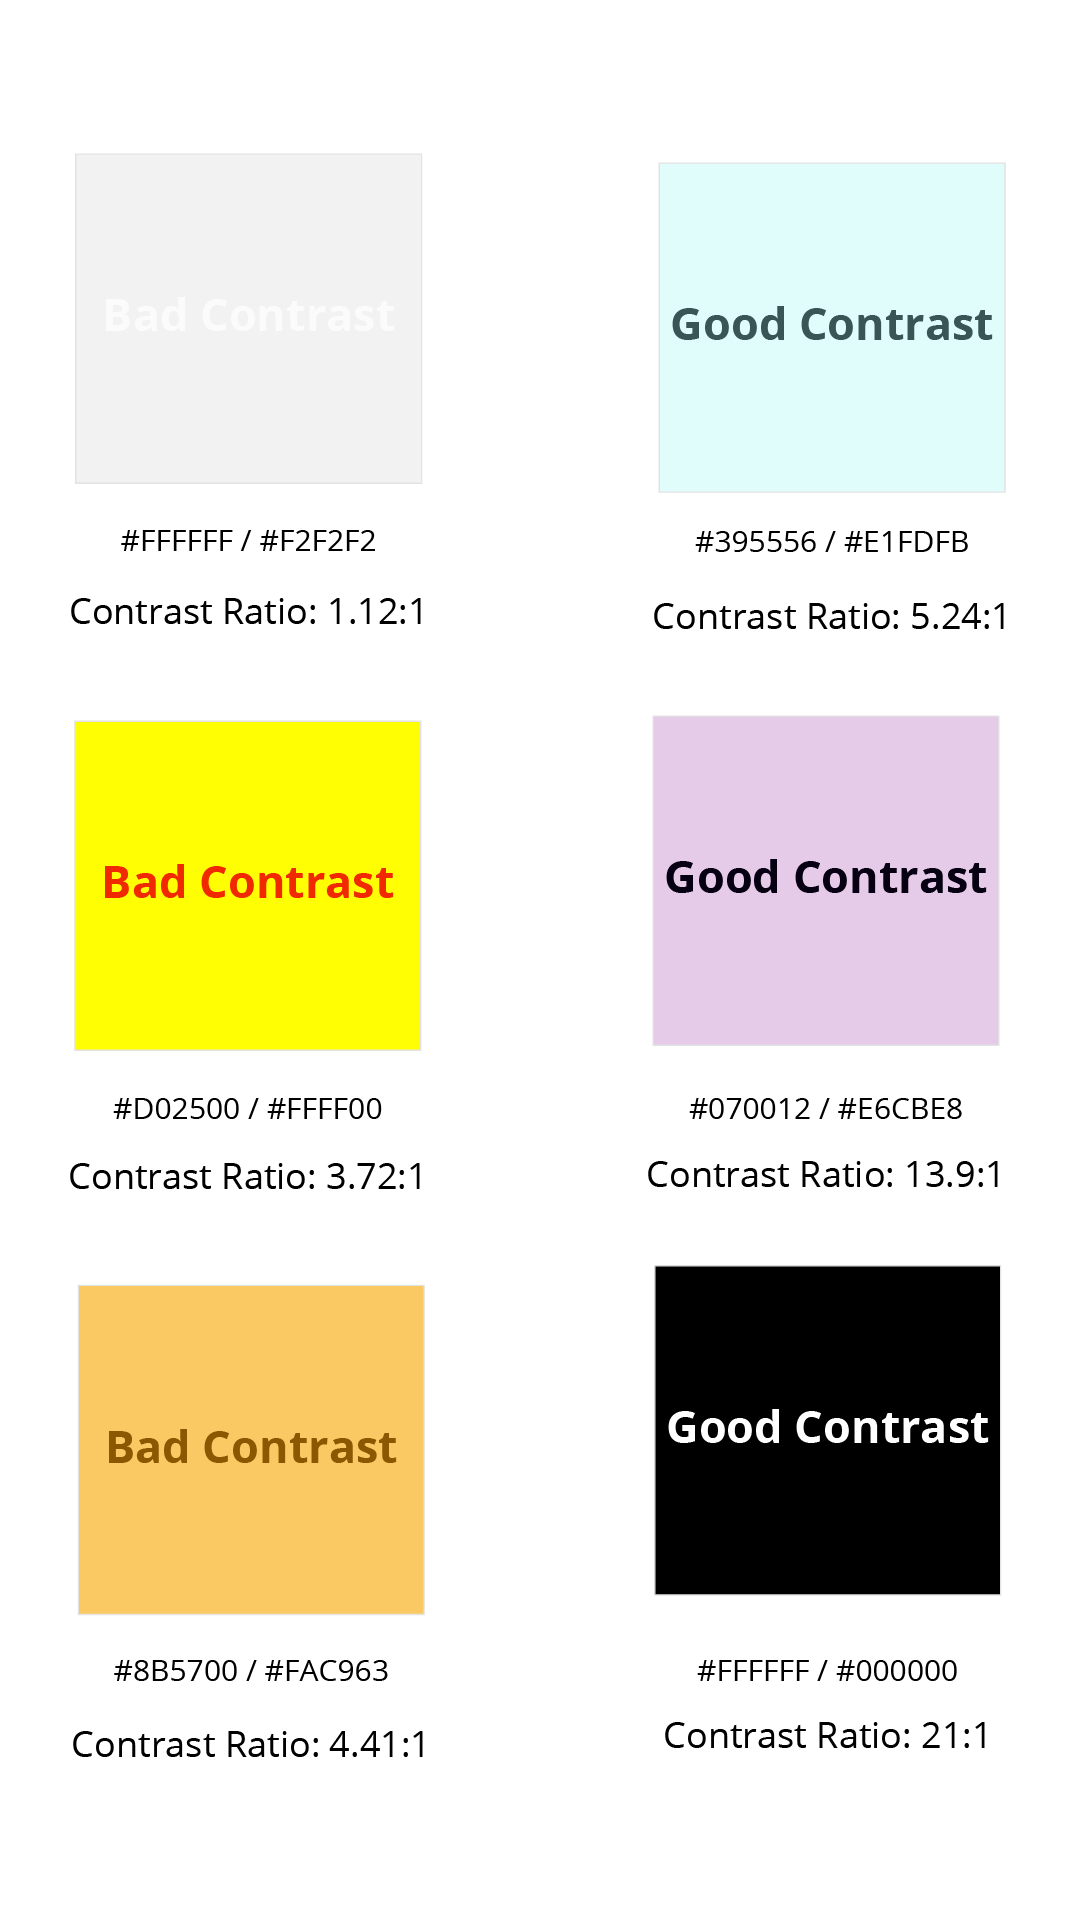 Bad Contrast
#FFFFFF / #F2F2F2
Contrast Ratio: 1.12:1
Good Contrast
#395556 / #E1FDFB
Contrast Ratio: 5.24:1
Bad Contrast
#D02500 / #FFFF00
Contrast Ratio: 3.72:1
Good Contrast
#070012 / #E6CBE8
Contrast Ratio: 13.9:1
Bad Contrast
#8B5700 / #FAC963
Contrast Ratio: 4.41:1
Good Contrast
#FFFFFF / #000000
Contrast Ratio: 21:1